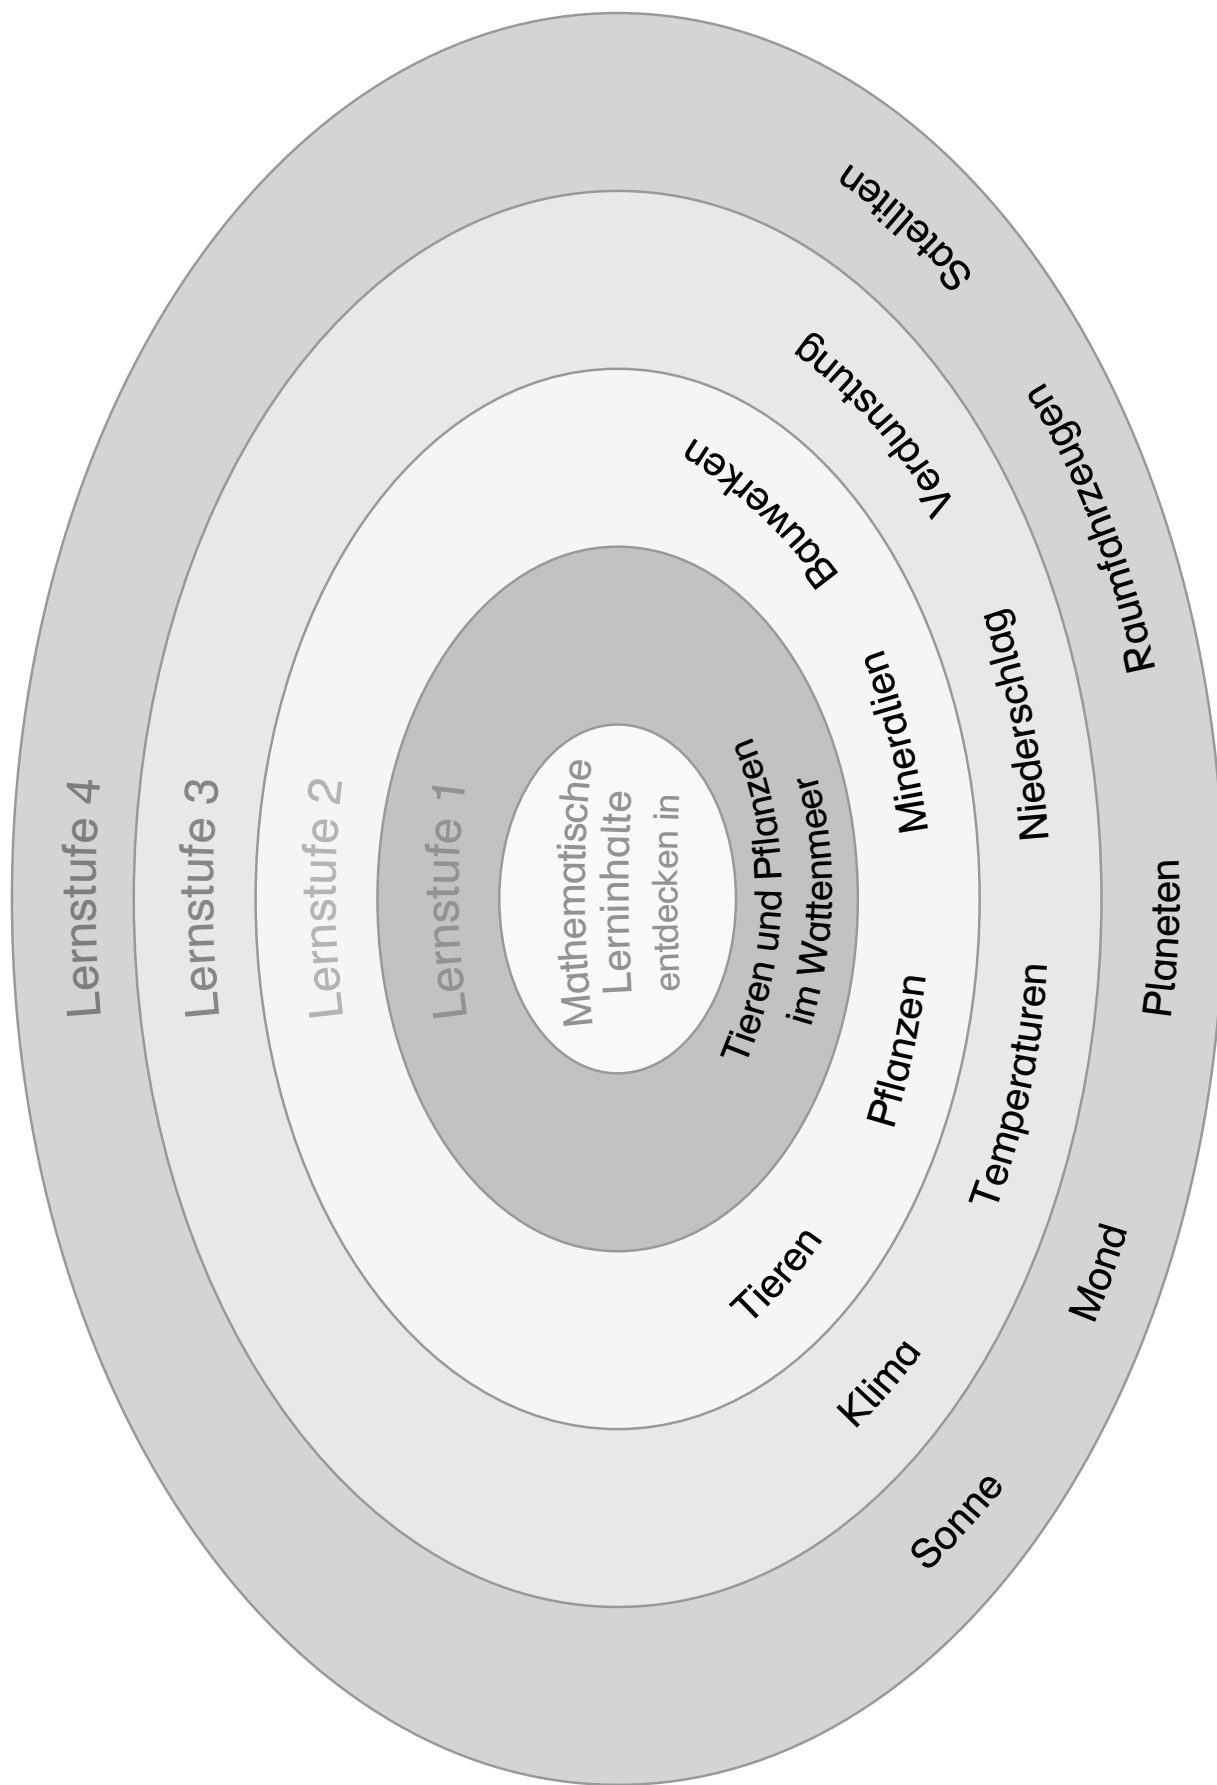 Lernstufe 4
Lernstufe 3
Lernstufe 2
Lernstufe 1
Mathematische
Lerninhalte
entdecken in
Tieren und Pflanzen
im Wattenmeer
Tieren
Pflanzen
Mineralien
Bauwerken
Klima
Temperaturen
Niederschlag
Verdunstung
Sonne
Mond
Planeten
Raumfahrzeugen
Satelliten